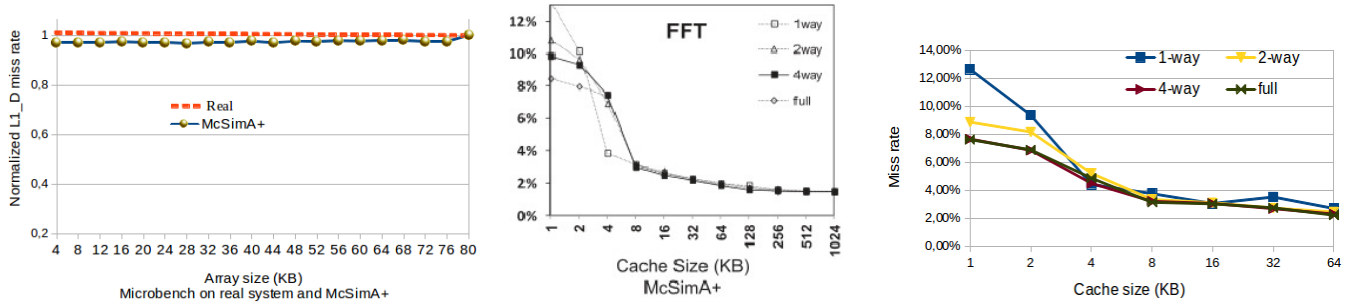 Normalized L1_D miss rate
1
0,8
0,6
0,4
0,2
Real
McSimA+
4 8 12 16 20 24 28 32 36 40 44 48 52 56 60 64 68 72 76 80
Array size (KB)
Microbench on real system and McSimA+
12%
10%
8%
6%
4%
2%
0%
FFT
1way
2way
4way
full
1 2 4 8 16 32 64 128 256 512 1024
Cache Size (KB)
McSimA+
Miss rate
14,00%
12,00%
10,00%
8,00%
6,00%
4,00%
2,00%
0,00%
1-way 2-way
4-way full
1 2 4 8 16 32 64
Cache size (KB)